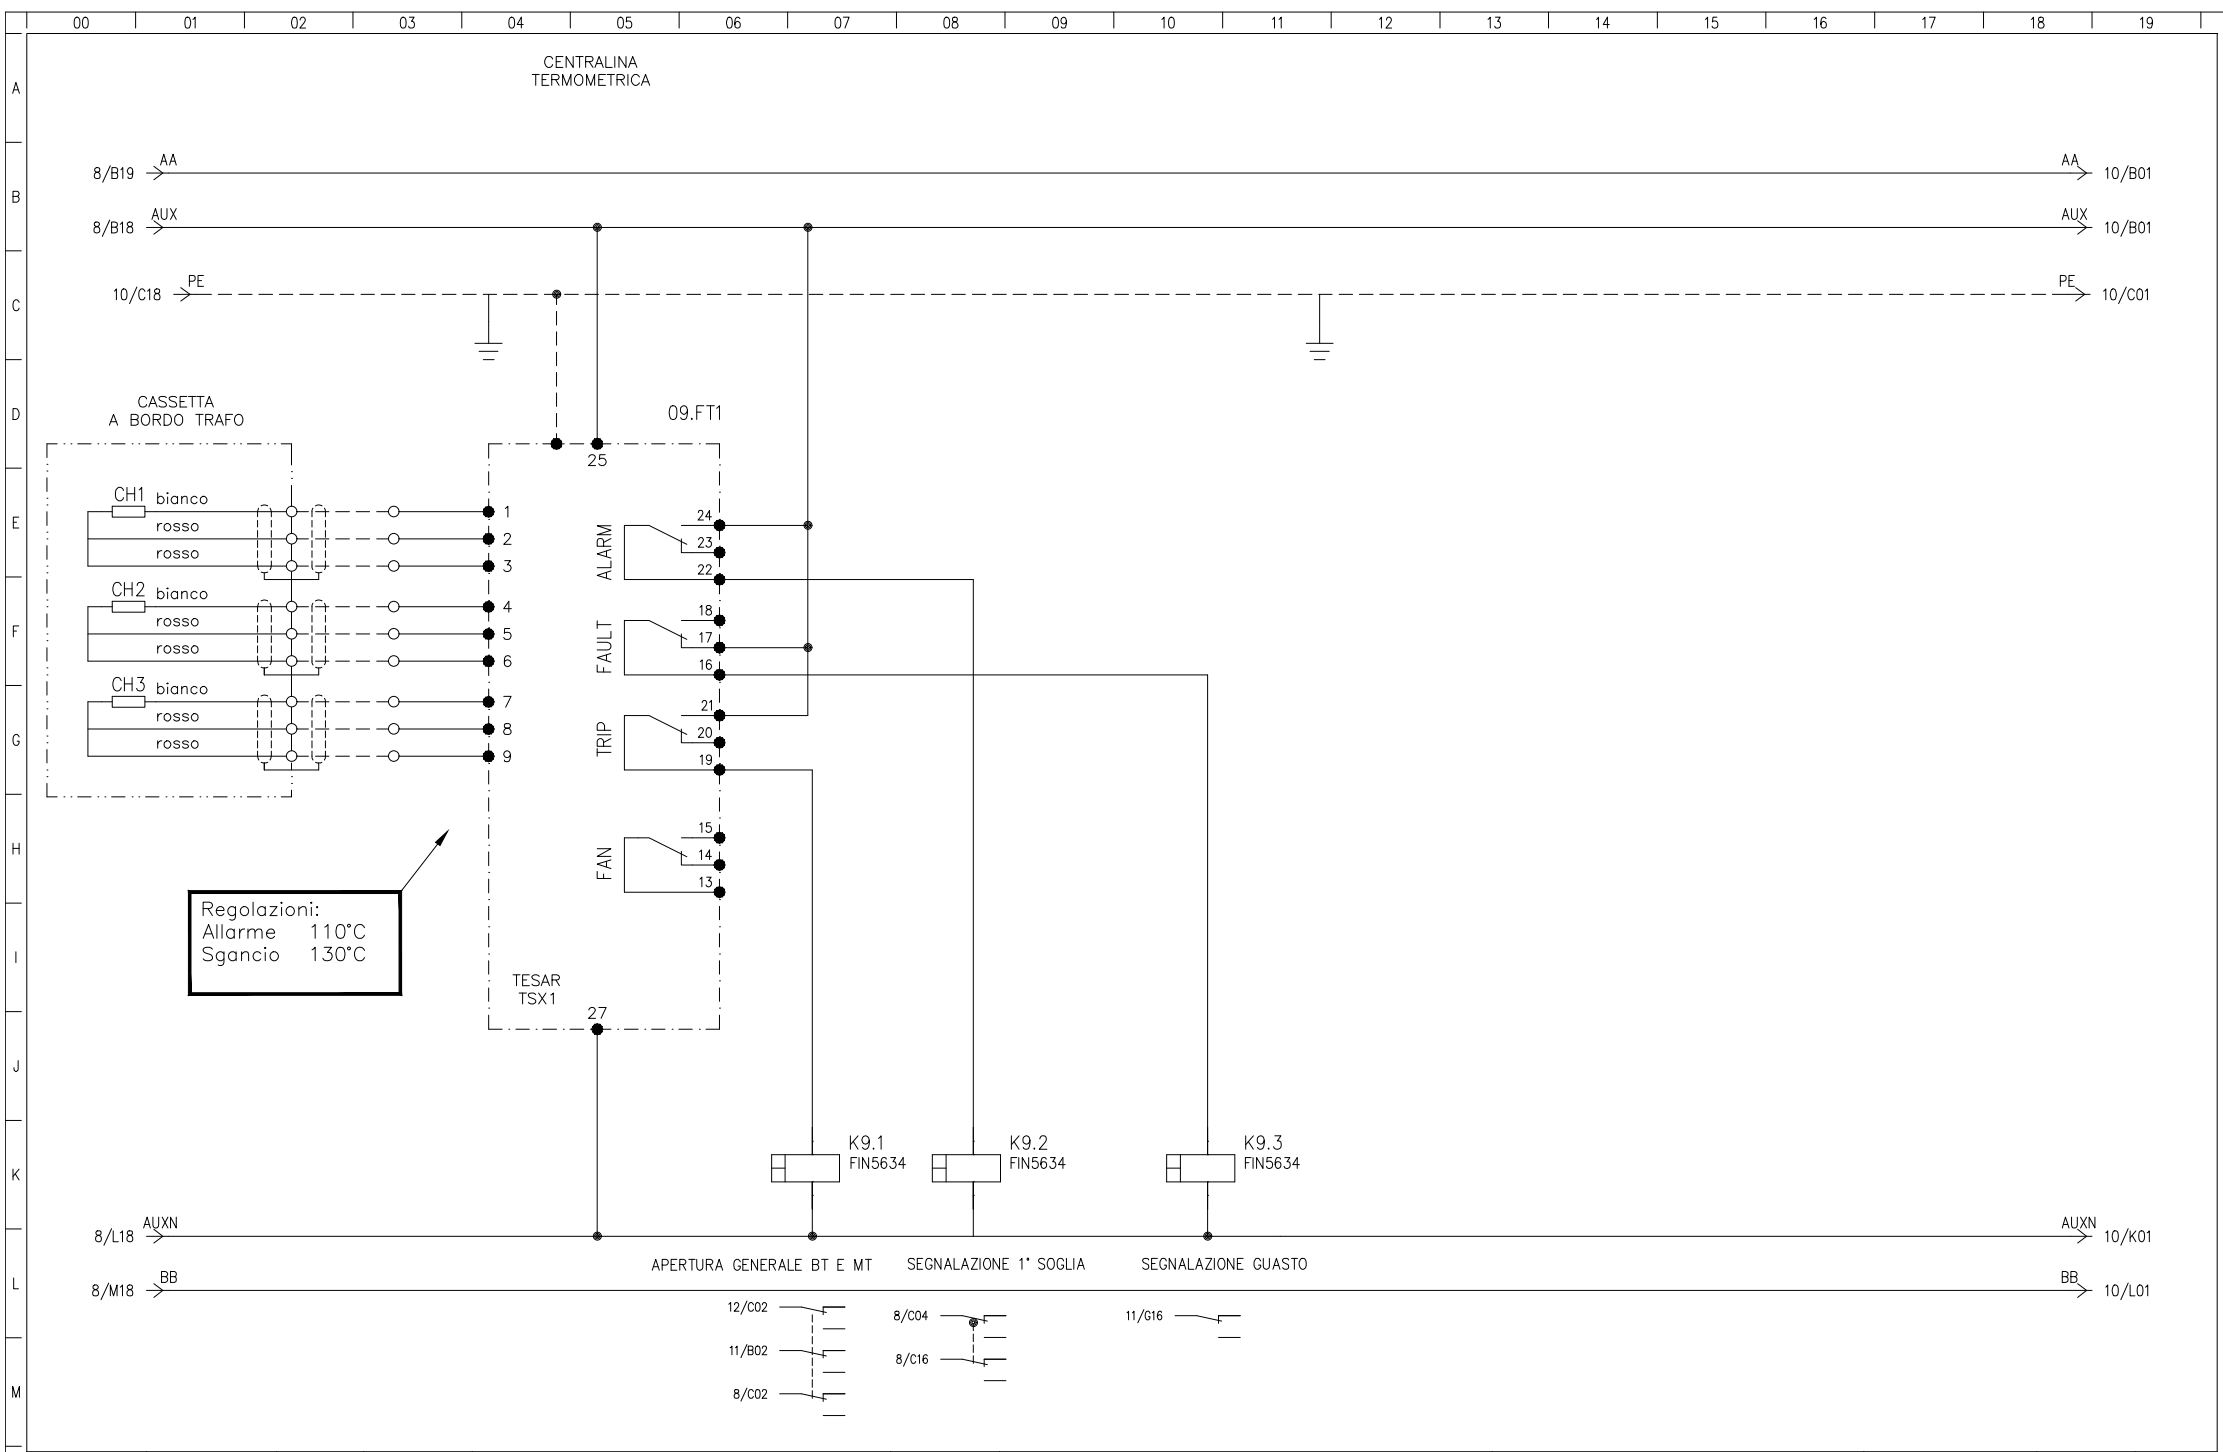 00 01 02 03 04 05 06 07 08 09 10 11 12 13 14 15 16 17 18 19
A
B
C
D
E
F
G
H
I
J
K
L
M
CENTRALINA
TERMOMETRICA
8/B19 AA AA 10/B01
8/B18 AUX AUX 10/B01
10/C18 PE PE 10/C01
CASSETTA
A BORDO TRAFO
09.FT1
25
CH1 bianco
rosso
rosso
1
2
3
CH2 bianco
rosso
rosso
4
5
6
CH3 bianco
rosso
rosso
7
8
9
ALARM
24
23
22
FAULT
18
17
16
TRIP
21
20
19
FAN
15
14
13
Regolazioni:
Allarme 110°C
Sgancio 130°C
TESAR
TSX1
27
K9.1
FIN5634
K9.2
FIN5634
K9.3
FIN5634
8/L18 AUXN AUXN 10/K01
APERTURA GENERALE BT E MT
SEGNALAZIONE 1° SOGLIA
SEGNALAZIONE GUASTO
8/M18 BB BB 10/L01
12/C02
11/B02
8/C02
8/C04
8/C16
11/G16